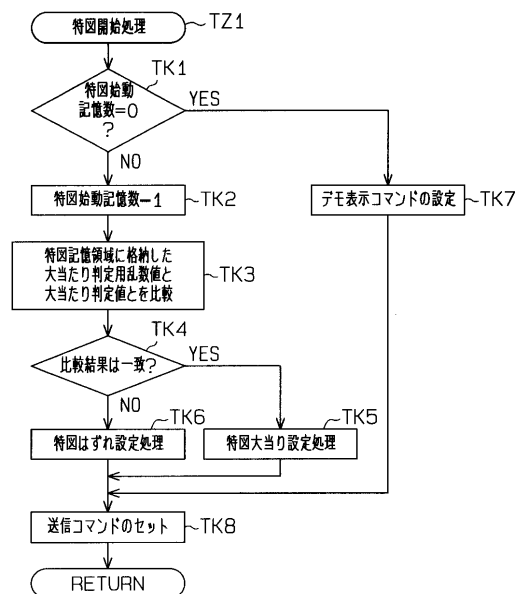 特図開始処理
TZ1
TK1
特図始動
記憶数=0
?
YES
NO
特図始動記憶数-1
TK2
デモ表示コマンドの設定
TK7
特図記憶領域に格納した
大当たり判定用乱数値と
大当たり判定値とを比較
TK3
TK4
比較結果は一致?
YES
NO
TK6
特図はずれ設定処理
TK5
特図大当り設定処理
送信コマンドのセット
TK8
RETURN